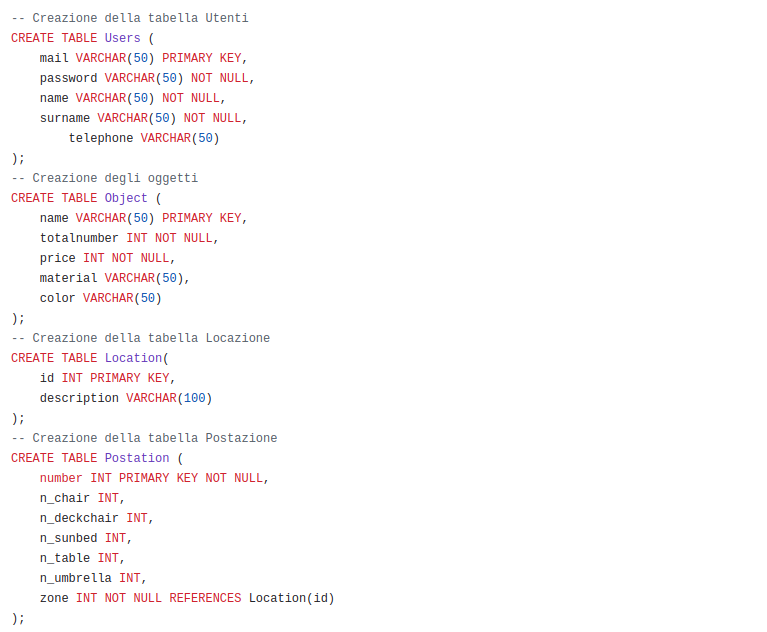 -- Creazione della tabella Utenti
CREATE TABLE Users (
    mail VARCHAR(50) PRIMARY KEY,
    password VARCHAR(50) NOT NULL,
    name VARCHAR(50) NOT NULL,
    surname VARCHAR(50) NOT NULL,
        telephone VARCHAR(50)
);
-- Creazione degli oggetti
CREATE TABLE Object (
    name VARCHAR(50) PRIMARY KEY,
    totalnumber INT NOT NULL,
    price INT NOT NULL,
    material VARCHAR(50),
    color VARCHAR(50)
);
-- Creazione della tabella Locazione
CREATE TABLE Location(
    id INT PRIMARY KEY,
    description VARCHAR(100)
);
-- Creazione della tabella Postazione
CREATE TABLE Postation (
    number INT PRIMARY KEY NOT NULL,
    n_chair INT,
    n_deckchair INT,
    n_sunbed INT,
    n_table INT,
    n_umbrella INT,
    zone INT NOT NULL REFERENCES Location(id)
);